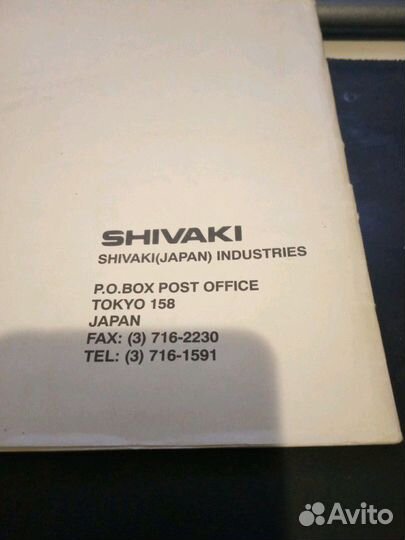 SHIVAKI
SHIVAKI(JAPAN) INDUSTRIES
P.O.BOX POST OFFICE
TOKYO 158
JAPAN
FAX: (3) 716-2230
TEL: (3) 716-1591
Avito